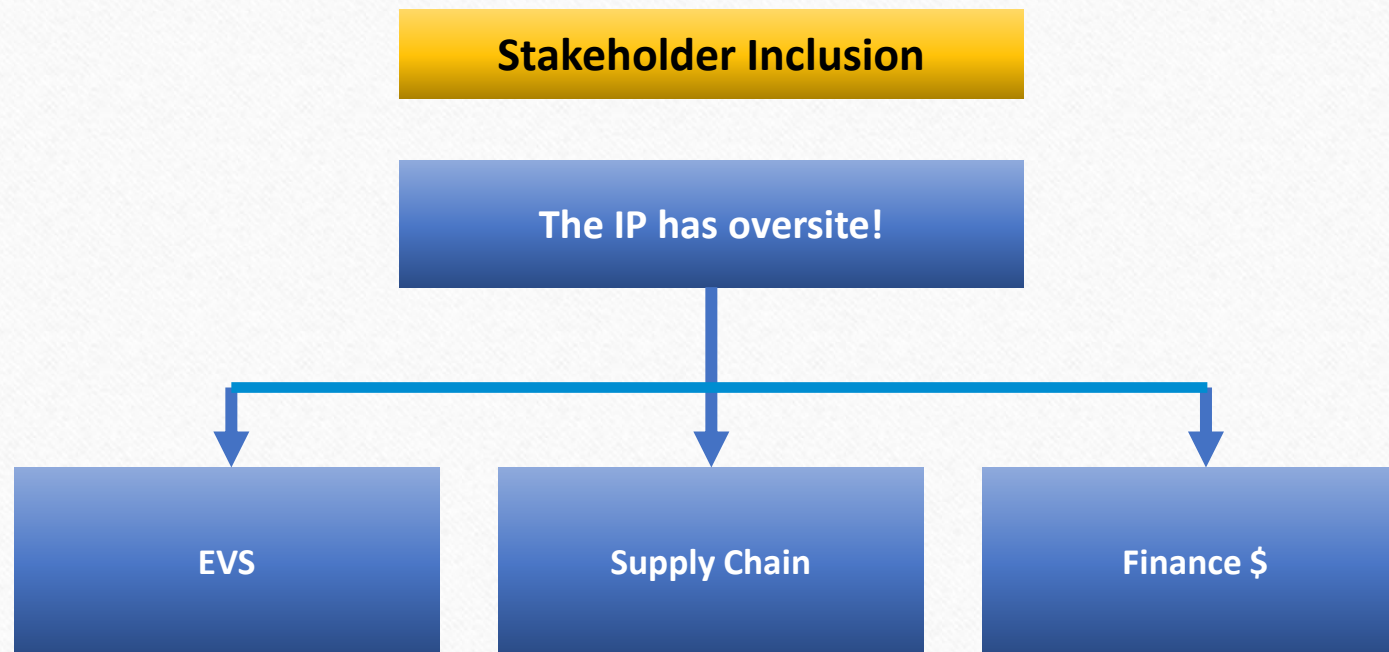 Stakeholder Inclusion
The IP has oversite!
EVS
Supply Chain
Finance $